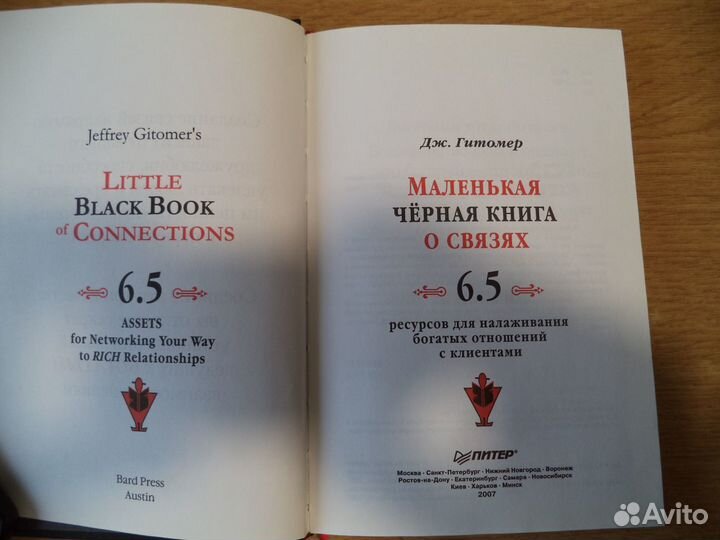 Jeffrey Gitomer's
LITTLE
BLACK BOOK
of CONNECTIONS
6.5
ASSETS
for Networking Your Way
to RICH Relationships
Bard Press
Austin
Дж. Гитомер
МАЛЕНЬКАЯ
ЧЁРНАЯ КНИГА
О СВЯЗЯХ
6.5
ресурсов для налаживания
богатых отношений
с клиентами
ПИТЕР®
Москва · Санкт-Петербург · Нижний Новгород · Воронеж
Ростов-на-Дону · Екатеринбург · Самара · Новосибирск
Киев · Харьков · Минск
2007
Avito